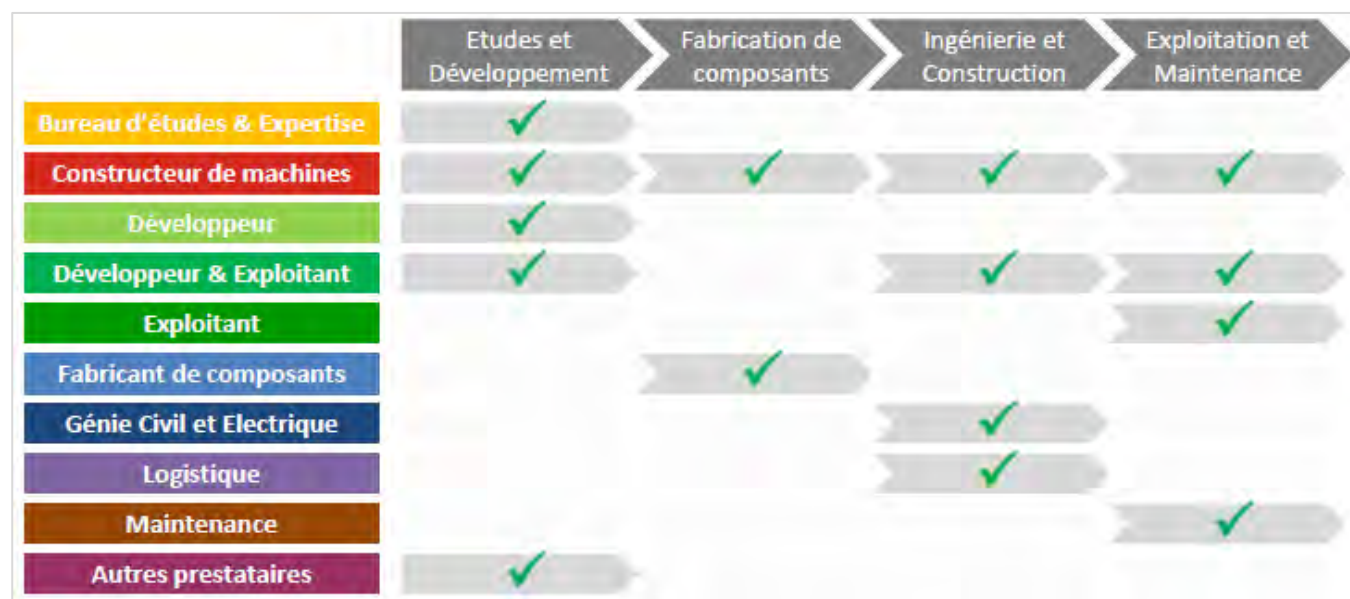 Etudes et
Développement
Fabrication de
composants
Ingénierie et
Construction
Exploitation et
Maintenance
Bureau d'études & Expertise
Constructeur de machines
Développeur
Développeur & Exploitant
Exploitant
Fabricant de composants
Génie Civil et Electrique
Logistique
Maintenance
Autres prestataires